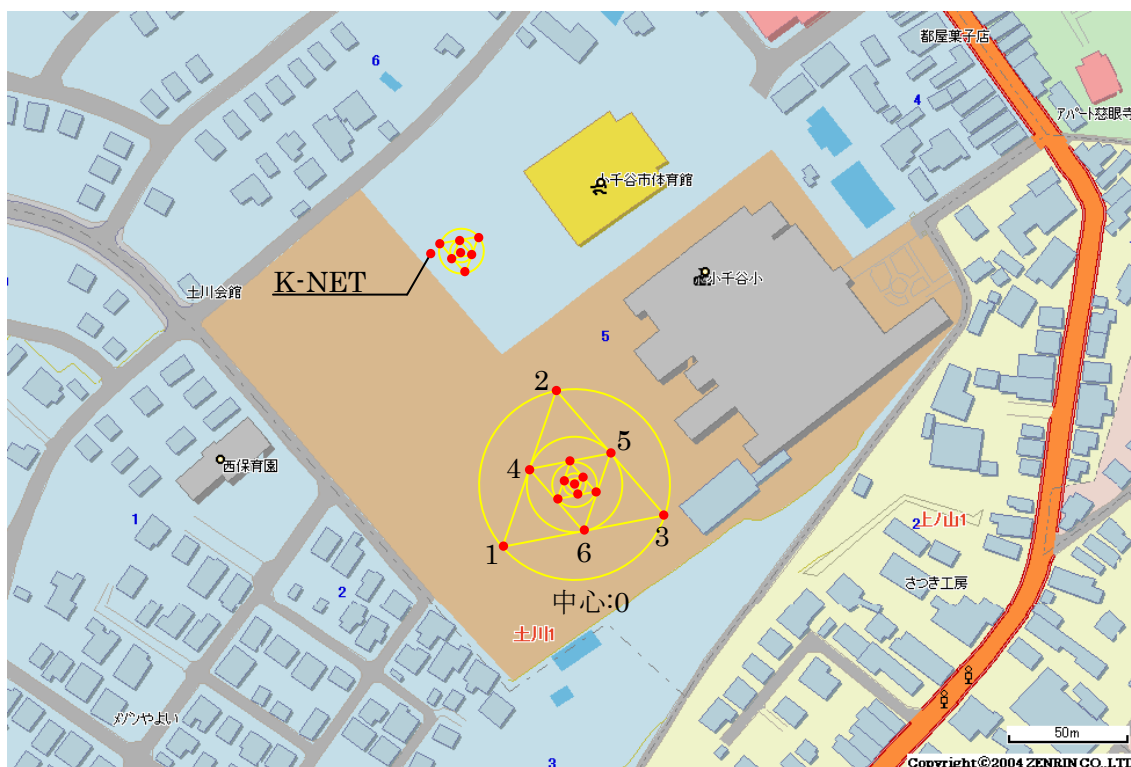 都屋菓子店
6
4
アパート慈眼寺
小千谷市体育館
K-NET
土川会館
小千谷小
5
2
5
西保育園
4
1
上ノ山1
2
1
6
3
さつき工房
2
中心:0
土川1
メゾンやよい
50m
3
Copyright©2004 ZENRIN CO., LTD